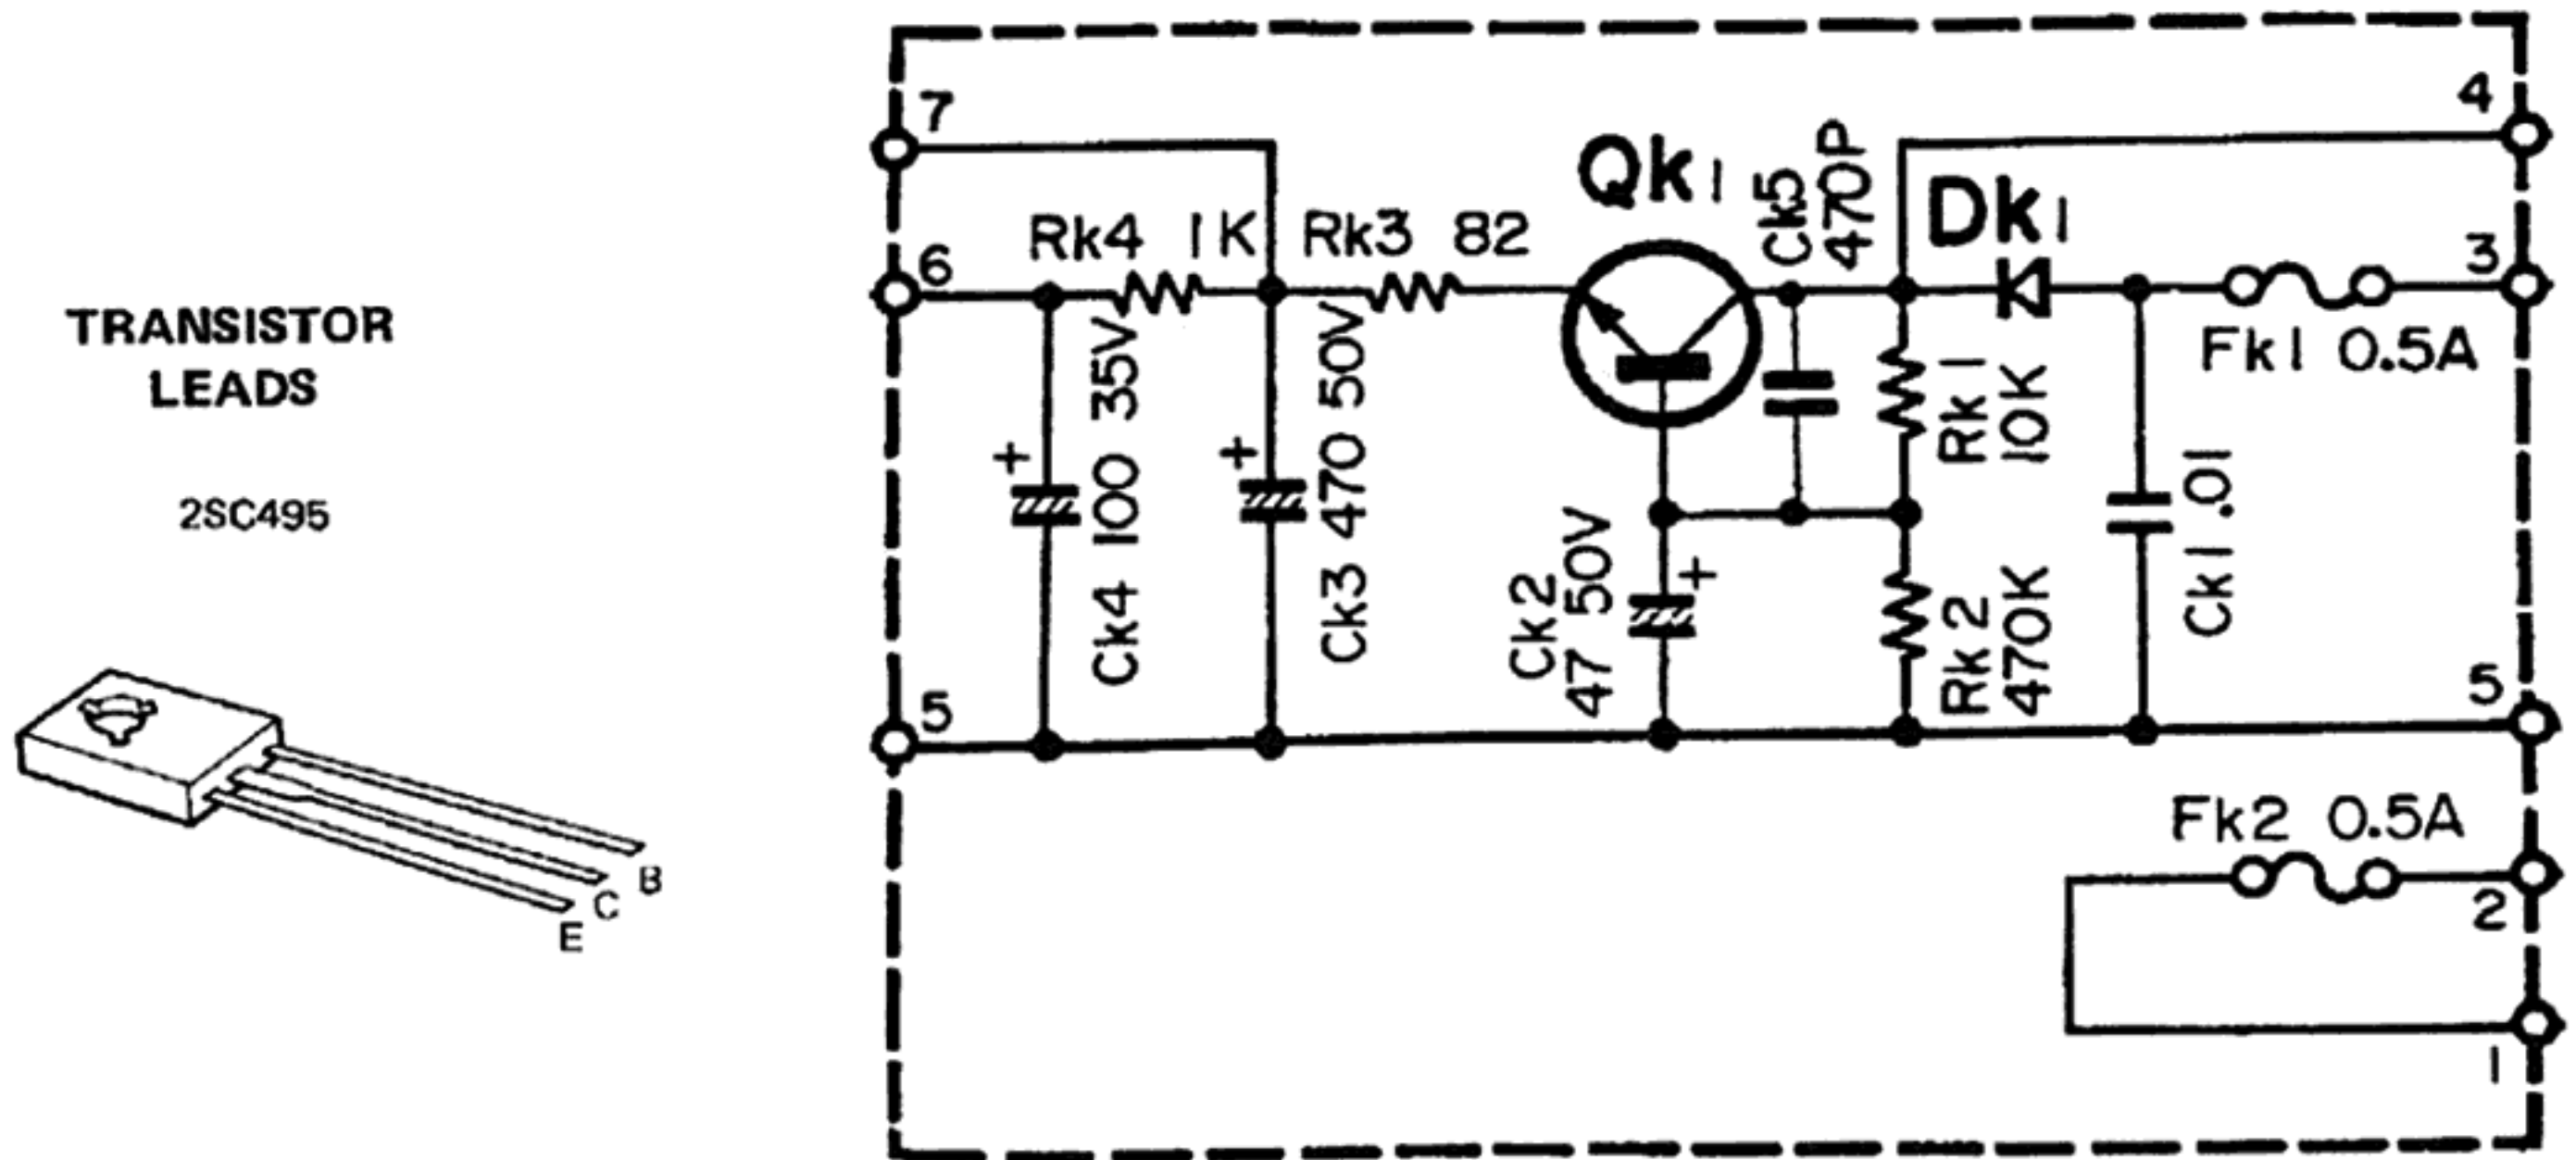 TRANSISTOR
LEADS
2SC495
B
C
E
7
6
5
4
3
5
2
1
Rk4 1K
Rk3 82
Qk1
Ck5
470P
Dk1
Fk1 0.5A
Ck4 100 35V
Ck3 470 50V
Ck2
47 50V
Rk1
10K
Rk2
470K
Ck1 .01
Fk2 0.5A
+
+
+